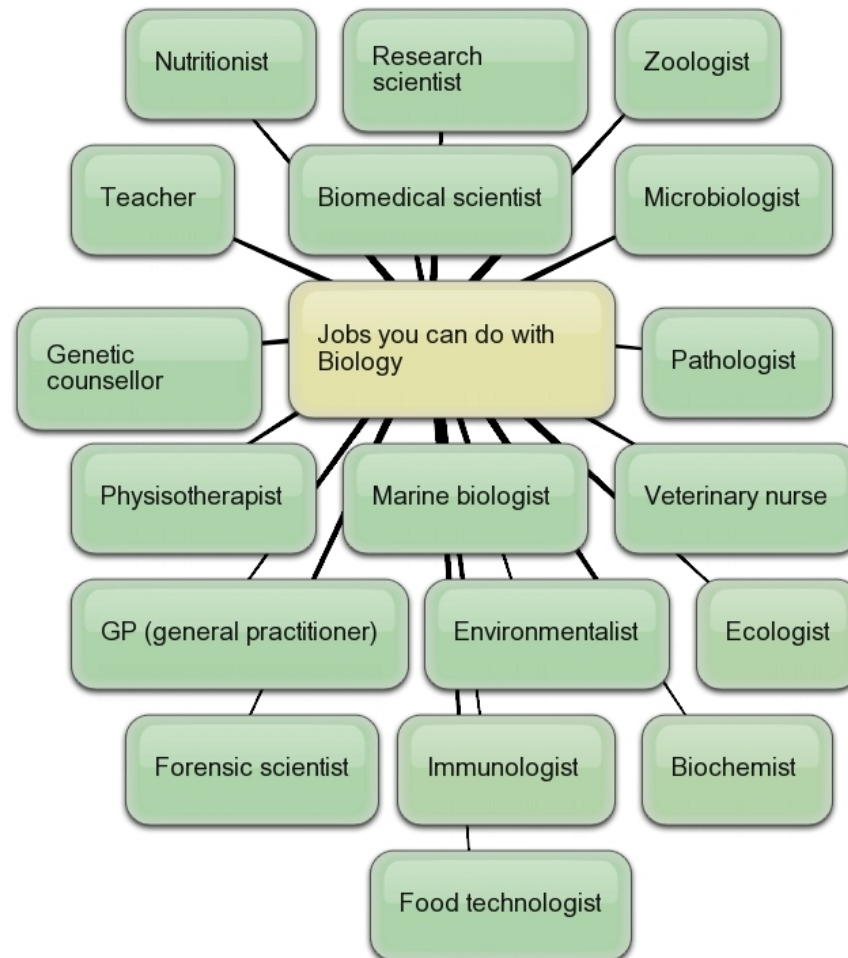 Nutritionist
Research
scientist
Zoologist
Teacher
Biomedical scientist
Microbiologist
Jobs you can do with
Biology
Genetic
counsellor
Pathologist
Physisotherapist
Marine biologist
Veterinary nurse
GP (general practitioner)
Environmentalist
Ecologist
Forensic scientist
Immunologist
Biochemist
Food technologist